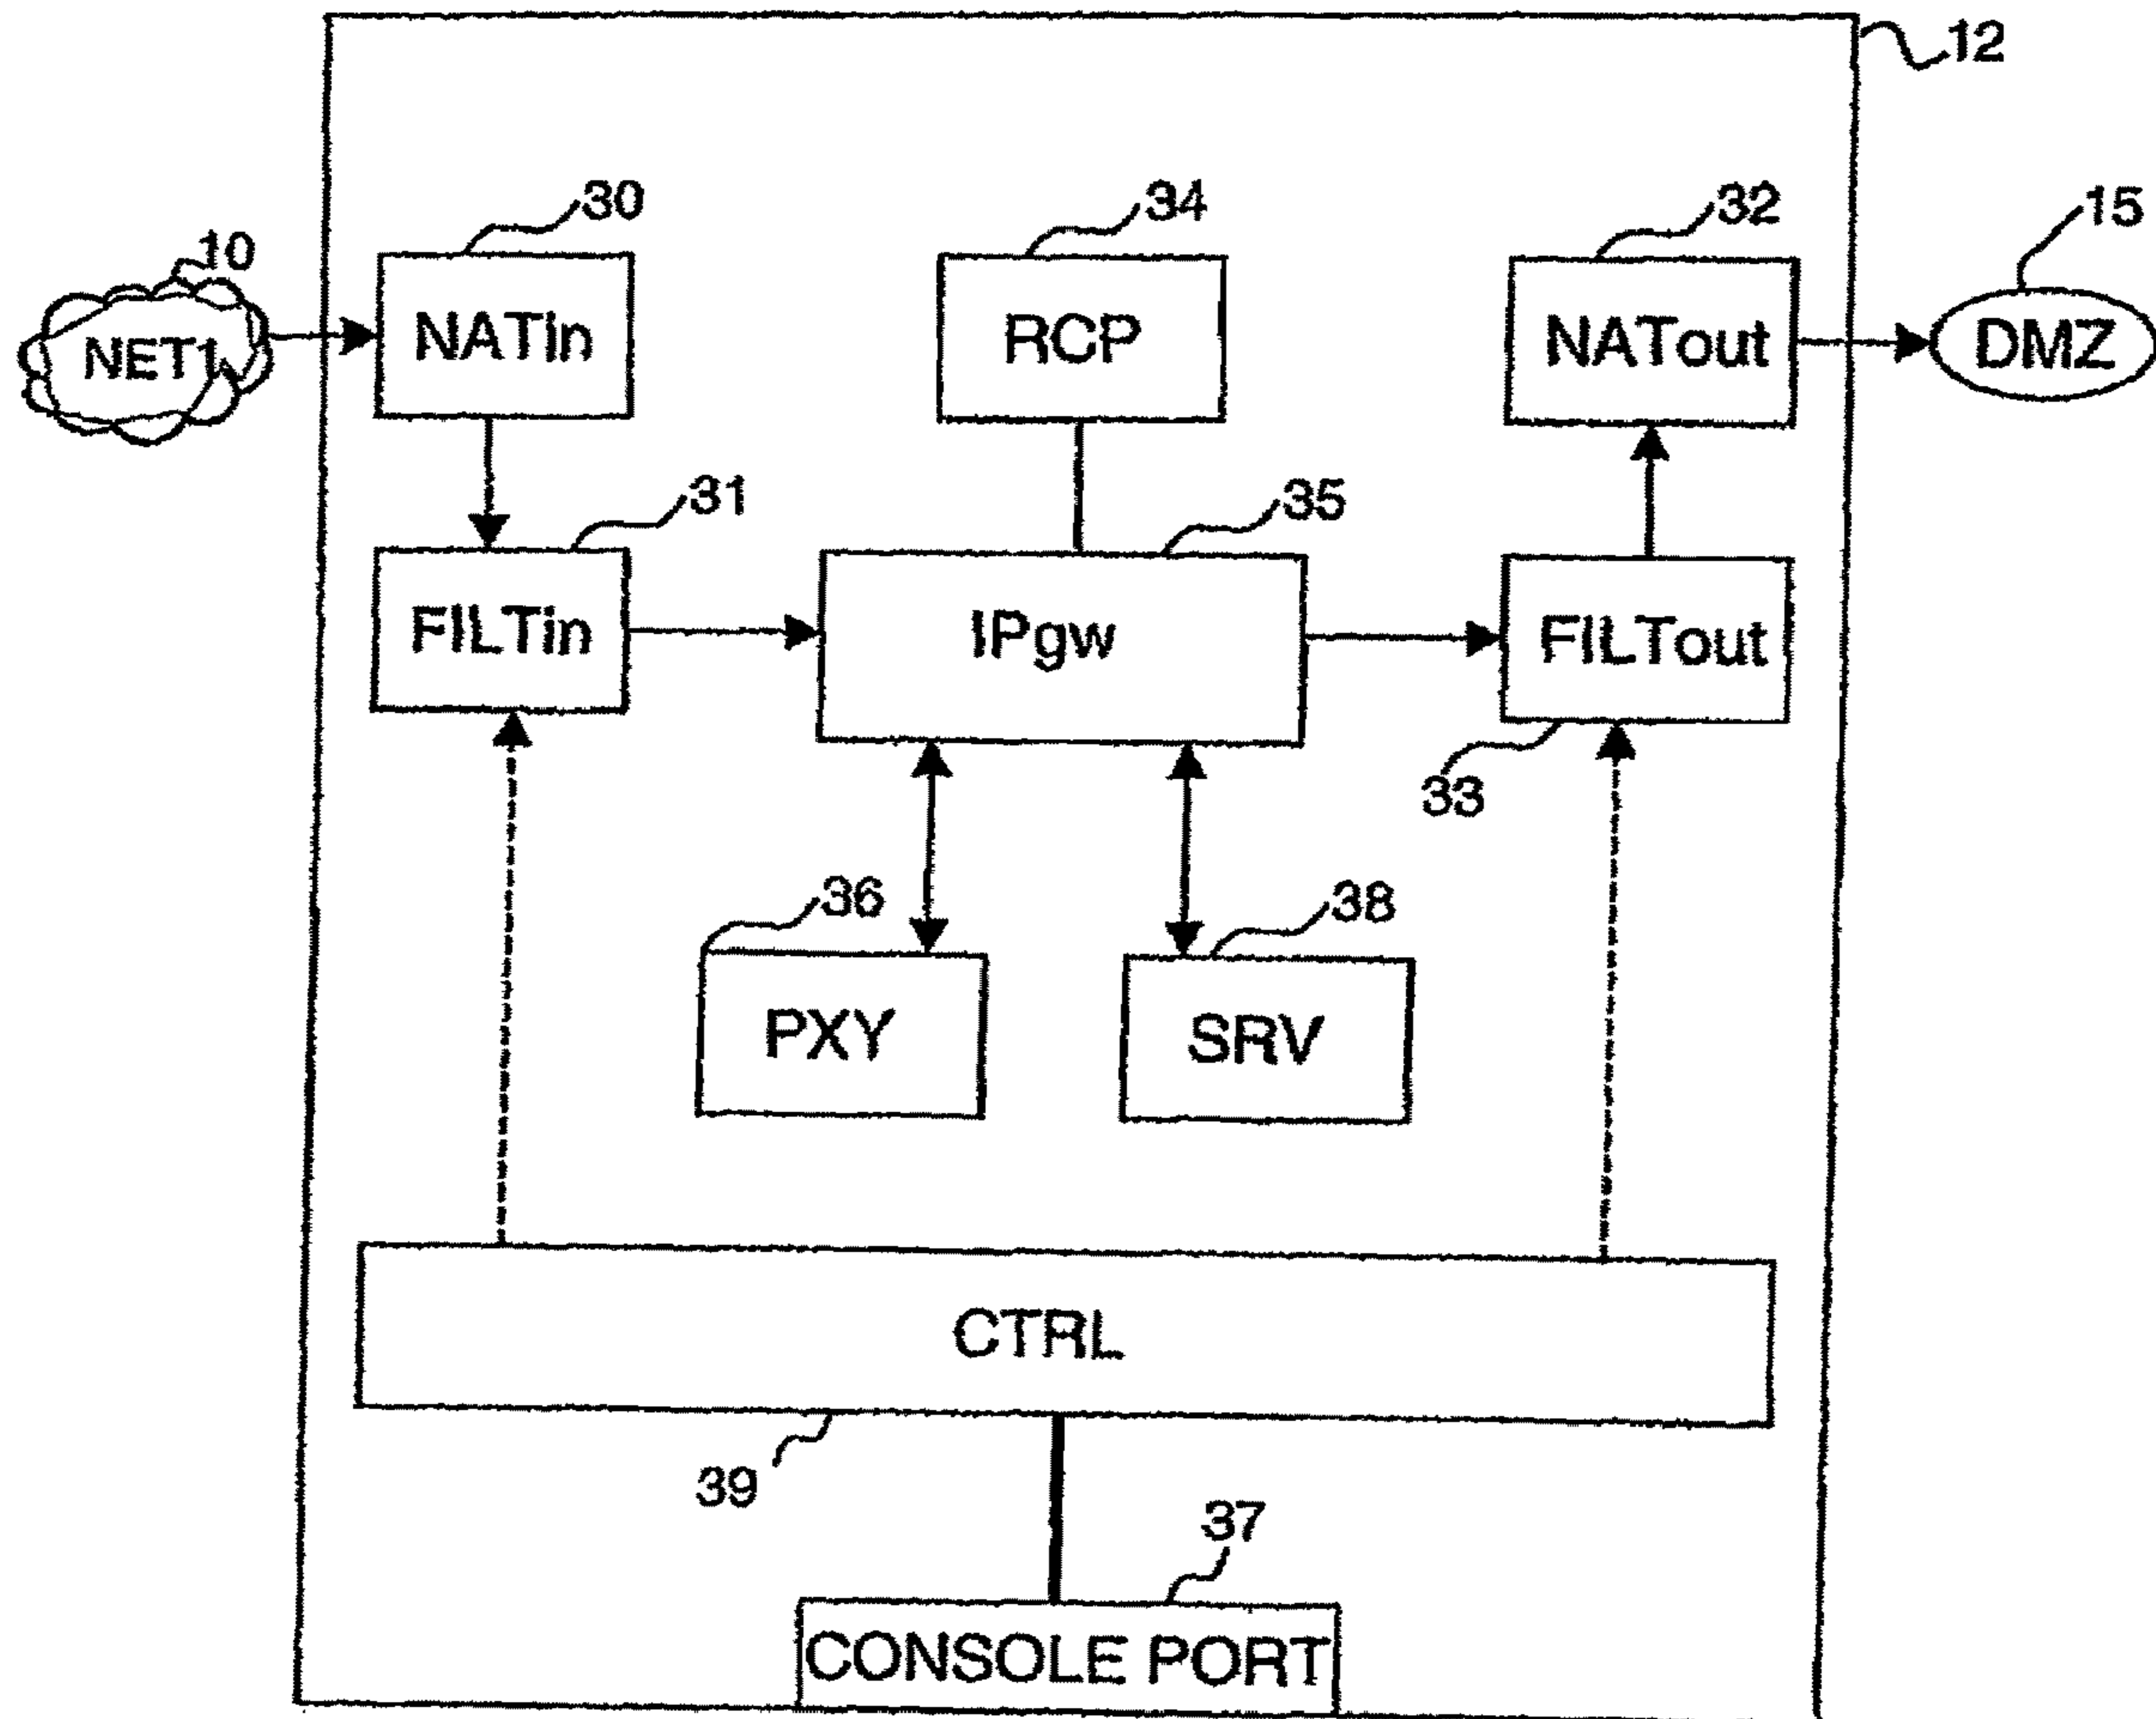 12
30
34
32
15
10
NATin
RCP
NATout
DMZ
NET1
31
35
FILTin
IPgw
FILTout
33
36
38
PXY
SRV
CTRL
39
37
CONSOLE PORT